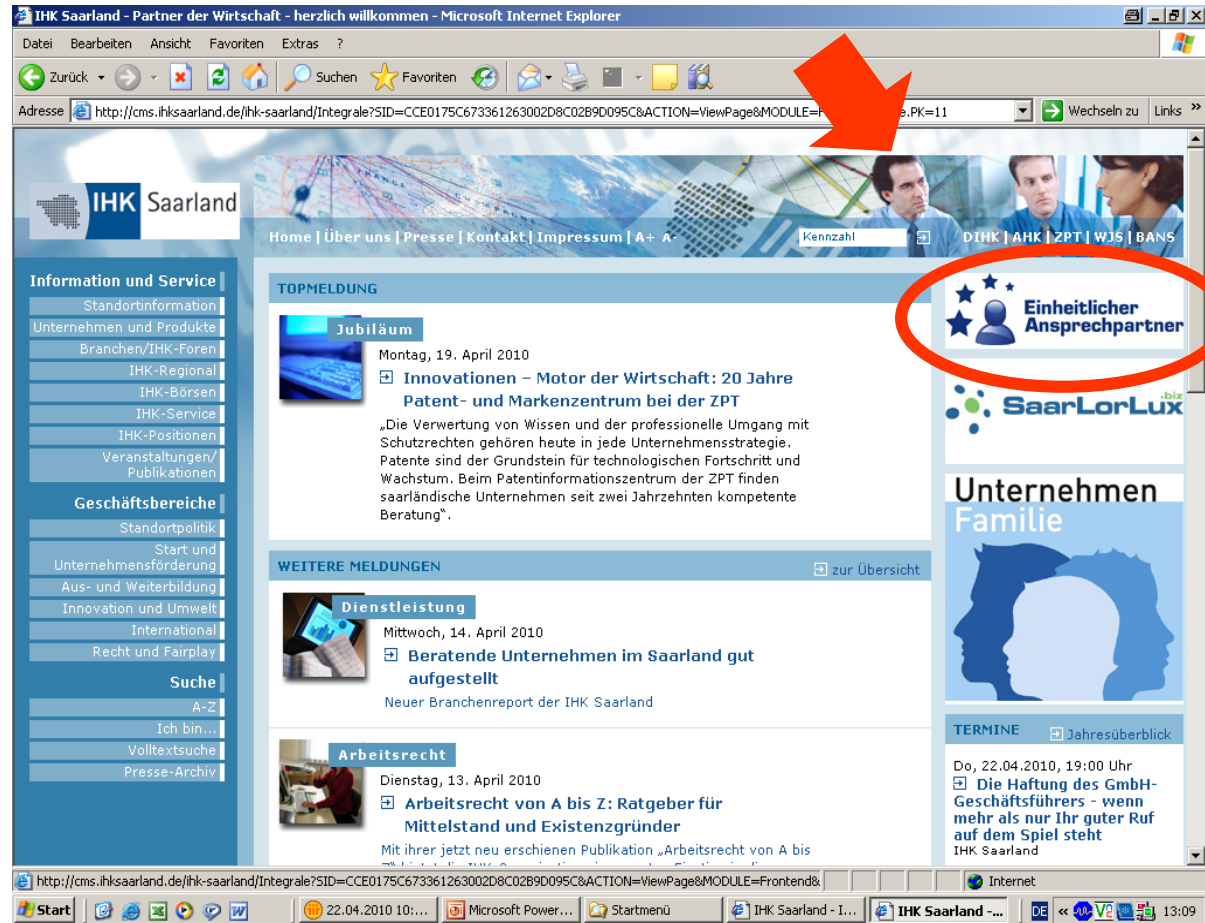 IHK Saarland - Partner der Wirtschaft - herzlich willkommen - Microsoft Internet Explorer
Datei Bearbeiten Ansicht Favoriten Extras ?
Zurück Suchen Favoriten
Adresse http://cms.ihksaarland.de/ihk-saarland/Integrale?SID=CCE0175C673361263002D8C02B9D095C&ACTION=ViewPage&MODULE=F e.PK=11 Wechseln zu Links »
IHK Saarland
Home | Über uns | Presse | Kontakt | Impressum | A+ A-
Kennzahl
DIHK | AHK | ZPT | WJS | BANS
Information und Service
Standortinformation
Unternehmen und Produkte
Branchen/IHK-Foren
IHK-Regional
IHK-Börsen
IHK-Service
IHK-Positionen
Veranstaltungen/
Publikationen
Geschäftsbereiche
Standortpolitik
Start und
Unternehmensförderung
Aus- und Weiterbildung
Innovation und Umwelt
International
Recht und Fairplay
Suche
A-Z
Ich bin...
Volltextsuche
Presse-Archiv
TOPMELDUNG
Jubiläum
Montag, 19. April 2010
Innovationen – Motor der Wirtschaft: 20 Jahre
Patent- und Markenzentrum bei der ZPT
„Die Verwertung von Wissen und der professionelle Umgang mit
Schutzrechten gehören heute in jede Unternehmensstrategie.
Patente sind der Grundstein für technologischen Fortschritt und
Wachstum. Beim Patentinformationszentrum der ZPT finden
saarländische Unternehmen seit zwei Jahrzehnten kompetente
Beratung“.
WEITERE MELDUNGEN
zur Übersicht
Dienstleistung
Mittwoch, 14. April 2010
Beratende Unternehmen im Saarland gut
aufgestellt
Neuer Branchenreport der IHK Saarland
Arbeitsrecht
Dienstag, 13. April 2010
Arbeitsrecht von A bis Z: Ratgeber für
Mittelstand und Existenzgründer
Mit ihrer jetzt neu erschienen Publikation „Arbeitsrecht von A bis
Einheitlicher
Ansprechpartner
.biz
SaarLorLux
Unternehmen
Familie
TERMINE
Jahresüberblick
Do, 22.04.2010, 19:00 Uhr
Die Haftung des GmbH-
Geschäftsführers - wenn
mehr als nur Ihr guter Ruf
auf dem Spiel steht
IHK Saarland
http://cms.ihksaarland.de/ihk-saarland/Integrale?SID=CCE0175C673361263002D8C02B9D095C&ACTION=ViewPage&MODULE=Frontend& Internet
Start 22.04.2010 10:... Microsoft Power... Startmenü IHK Saarland - I... IHK Saarland -... DE « 13:09